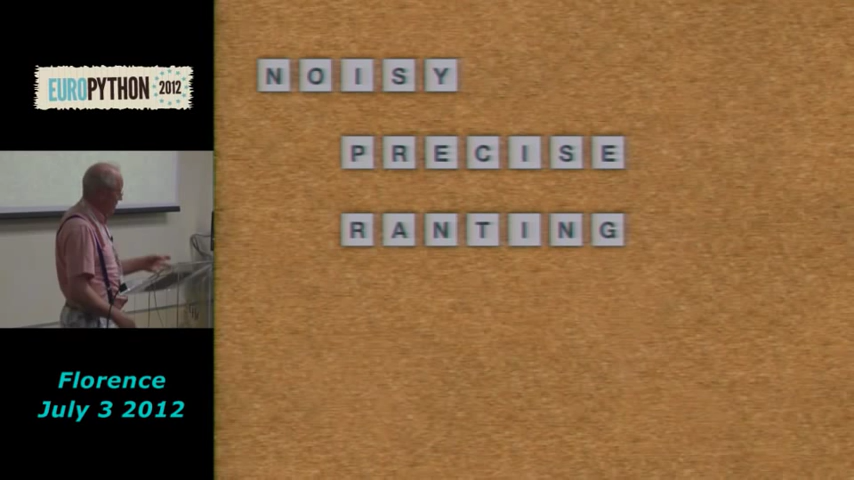 EUROPYTHON 2012
NOISY
PRECISE
RANTING
Florence
July 3 2012